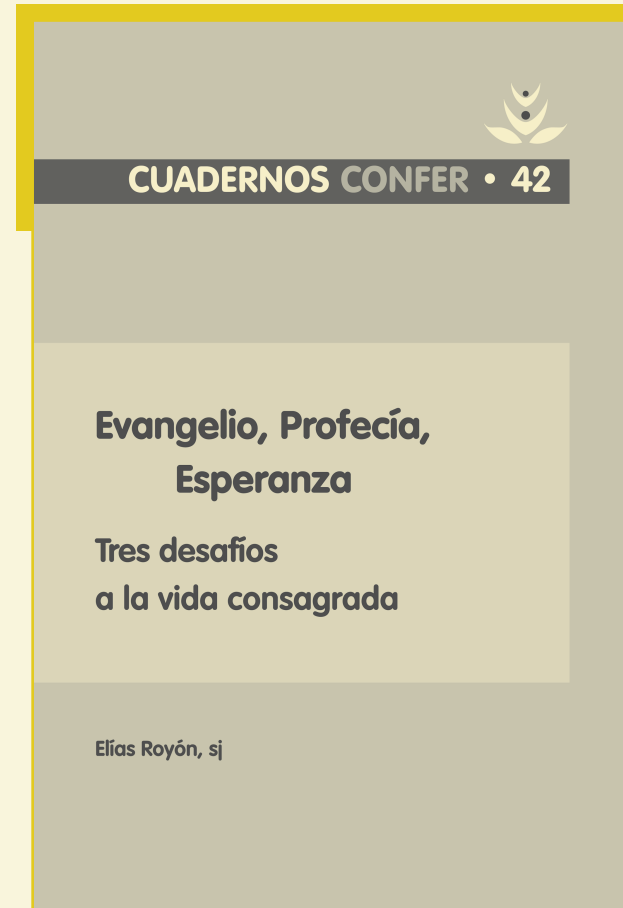 CUADERNOS CONFER • 42
Evangelio, Profecía,
Esperanza
Tres desafíos
a la vida consagrada
Elías Royón, sj